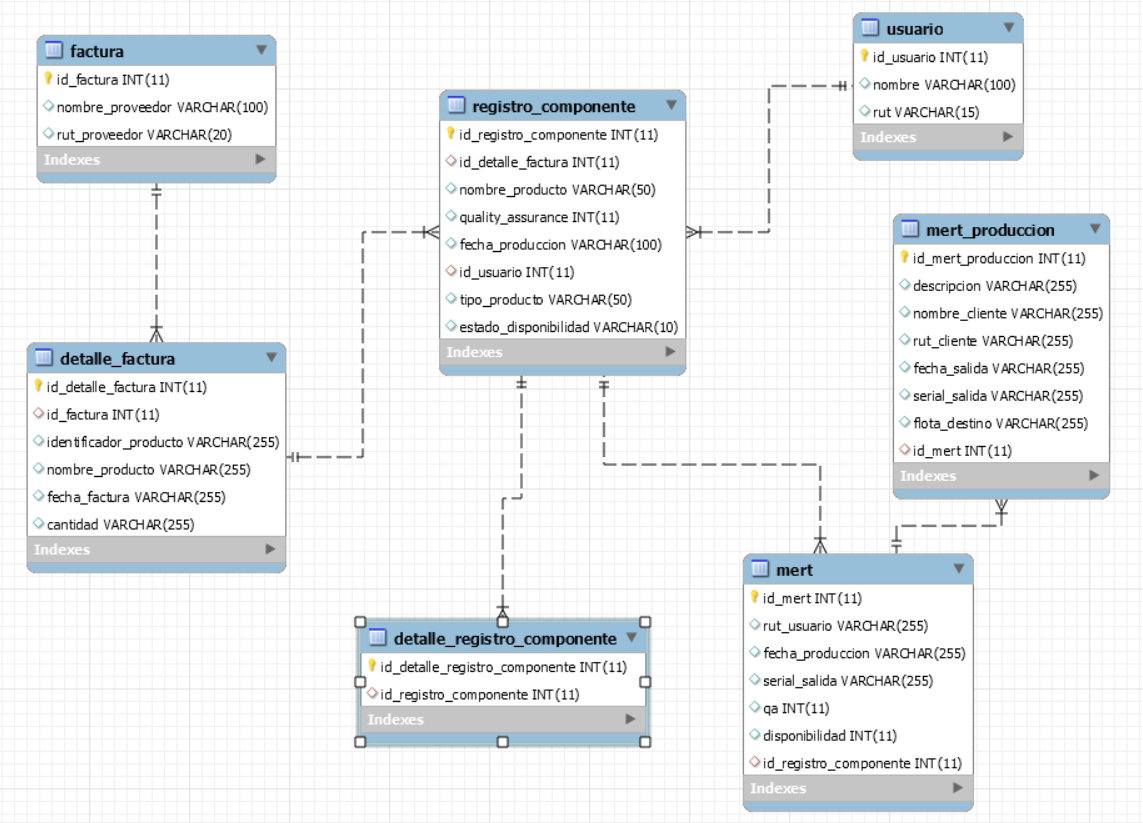 factura
id_factura INT(11)
nombre_proveedor VARCHAR(100)
rut_proveedor VARCHAR(20)
Indexes
registro_componente
id_registro_componente INT(11)
id_detalle_factura INT(11)
nombre_producto VARCHAR(50)
quality_assurance INT(11)
fecha_produccion VARCHAR(100)
id_usuario INT(11)
tipo_producto VARCHAR(50)
estado_disponibilidad VARCHAR(10)
Indexes
usuario
id_usuario INT(11)
nombre VARCHAR(100)
rut VARCHAR(15)
Indexes
mert_produccion
id_mert_produccion INT(11)
descripcion VARCHAR(255)
nombre_cliente VARCHAR(255)
rut_cliente VARCHAR(255)
fecha_salida VARCHAR(255)
serial_salida VARCHAR(255)
flota_destino VARCHAR(255)
id_mert INT(11)
Indexes
detalle_factura
id_detalle_factura INT(11)
id_factura INT(11)
identificador_producto VARCHAR(255)
nombre_producto VARCHAR(255)
fecha_factura VARCHAR(255)
cantidad VARCHAR(255)
Indexes
detalle_registro_componente
id_detalle_registro_componente INT(11)
id_registro_componente INT(11)
Indexes
mert
id_mert INT(11)
rut_usuario VARCHAR(255)
fecha_produccion VARCHAR(255)
serial_salida VARCHAR(255)
qa INT(11)
disponibilidad INT(11)
id_registro_componente INT(11)
Indexes